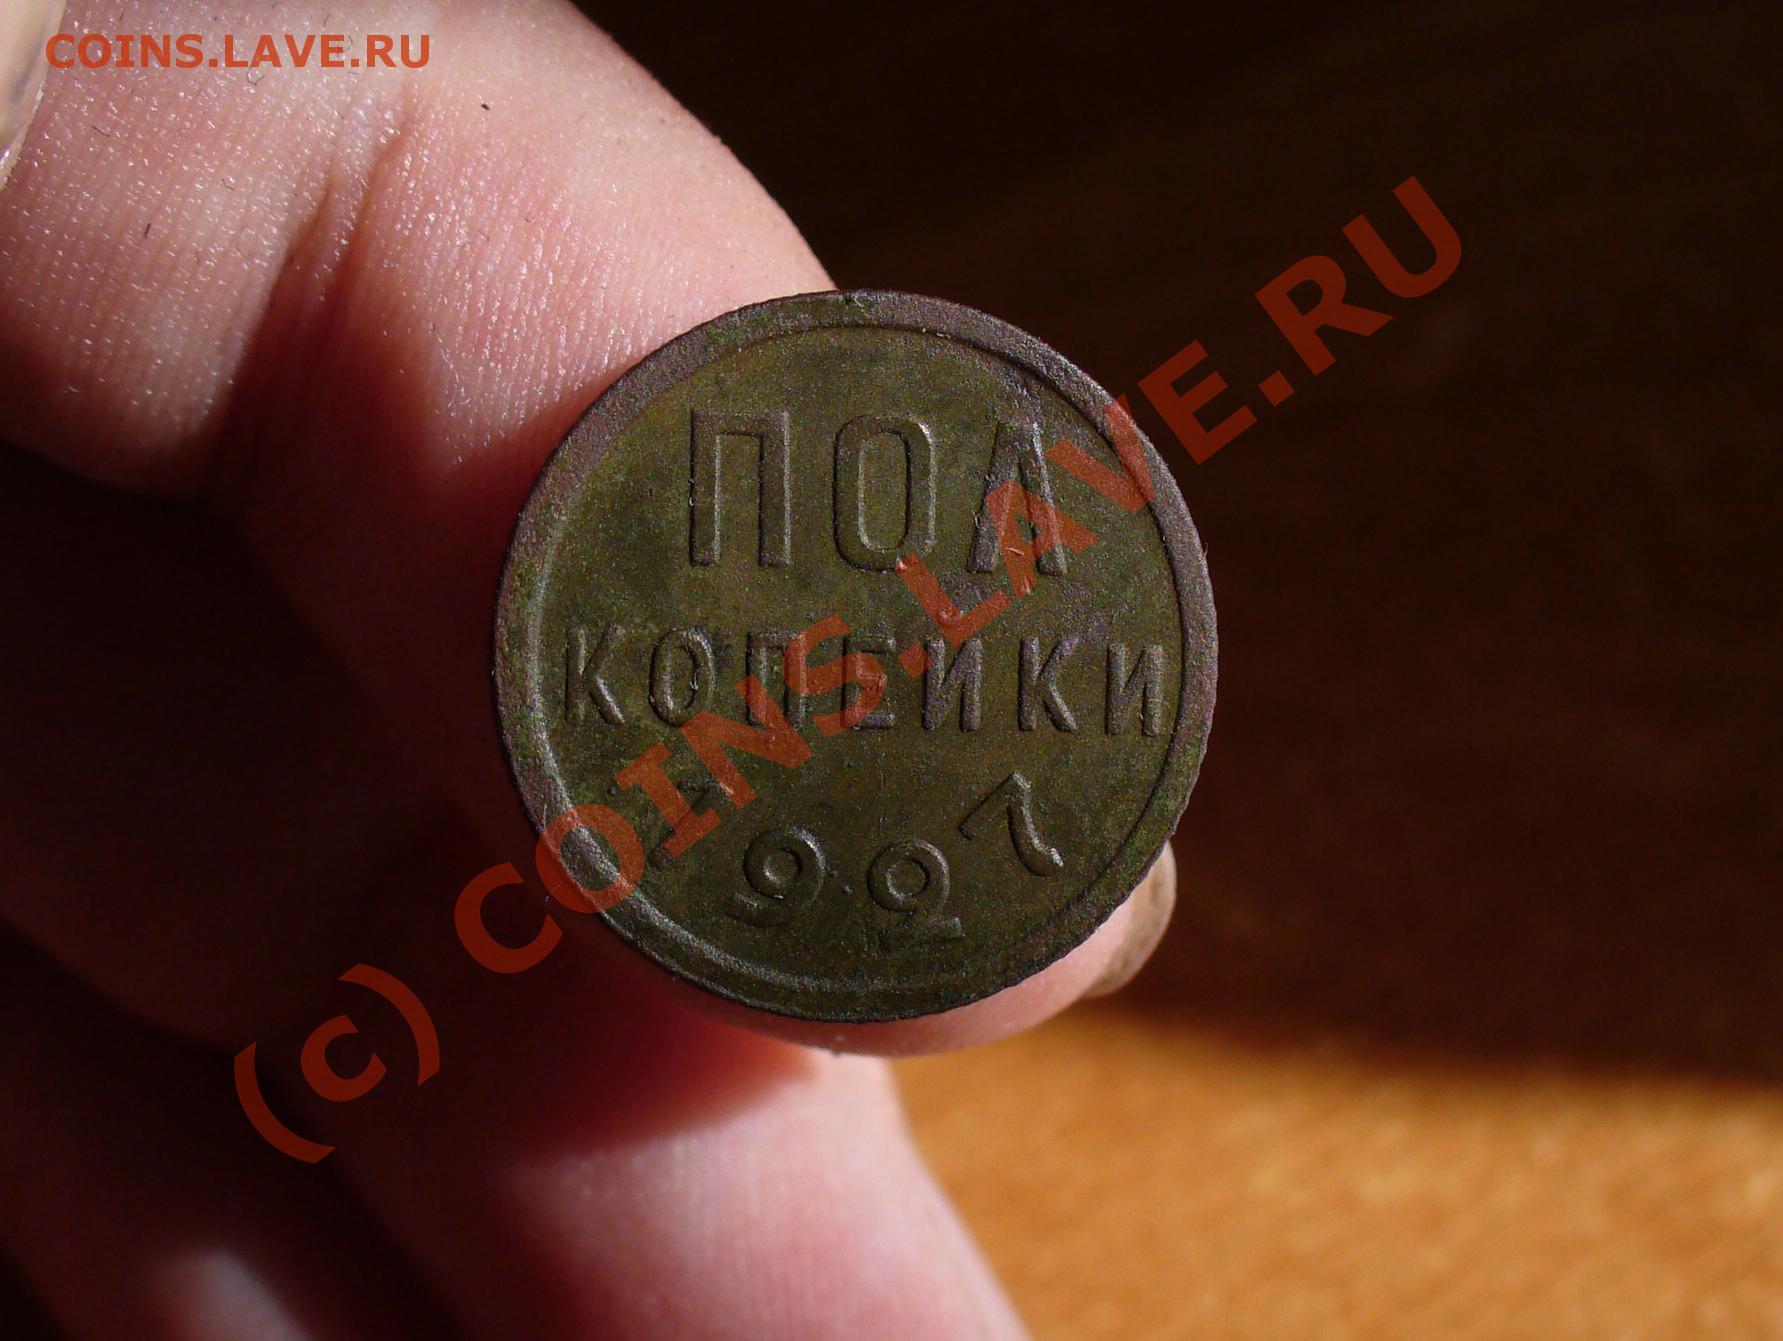 COINS.LAVE.RU
ПОЛ
КОПЕЙКИ
1927
(c) COINS.LAVE.RU